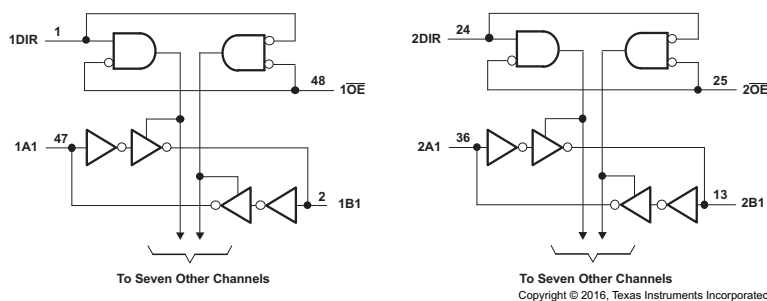 1DIR
1
48
1OE
1A1
47
2
1B1
To Seven Other Channels
2DIR
24
25
2OE
2A1
36
13
2B1
To Seven Other Channels
Copyright © 2016, Texas Instruments Incorporated